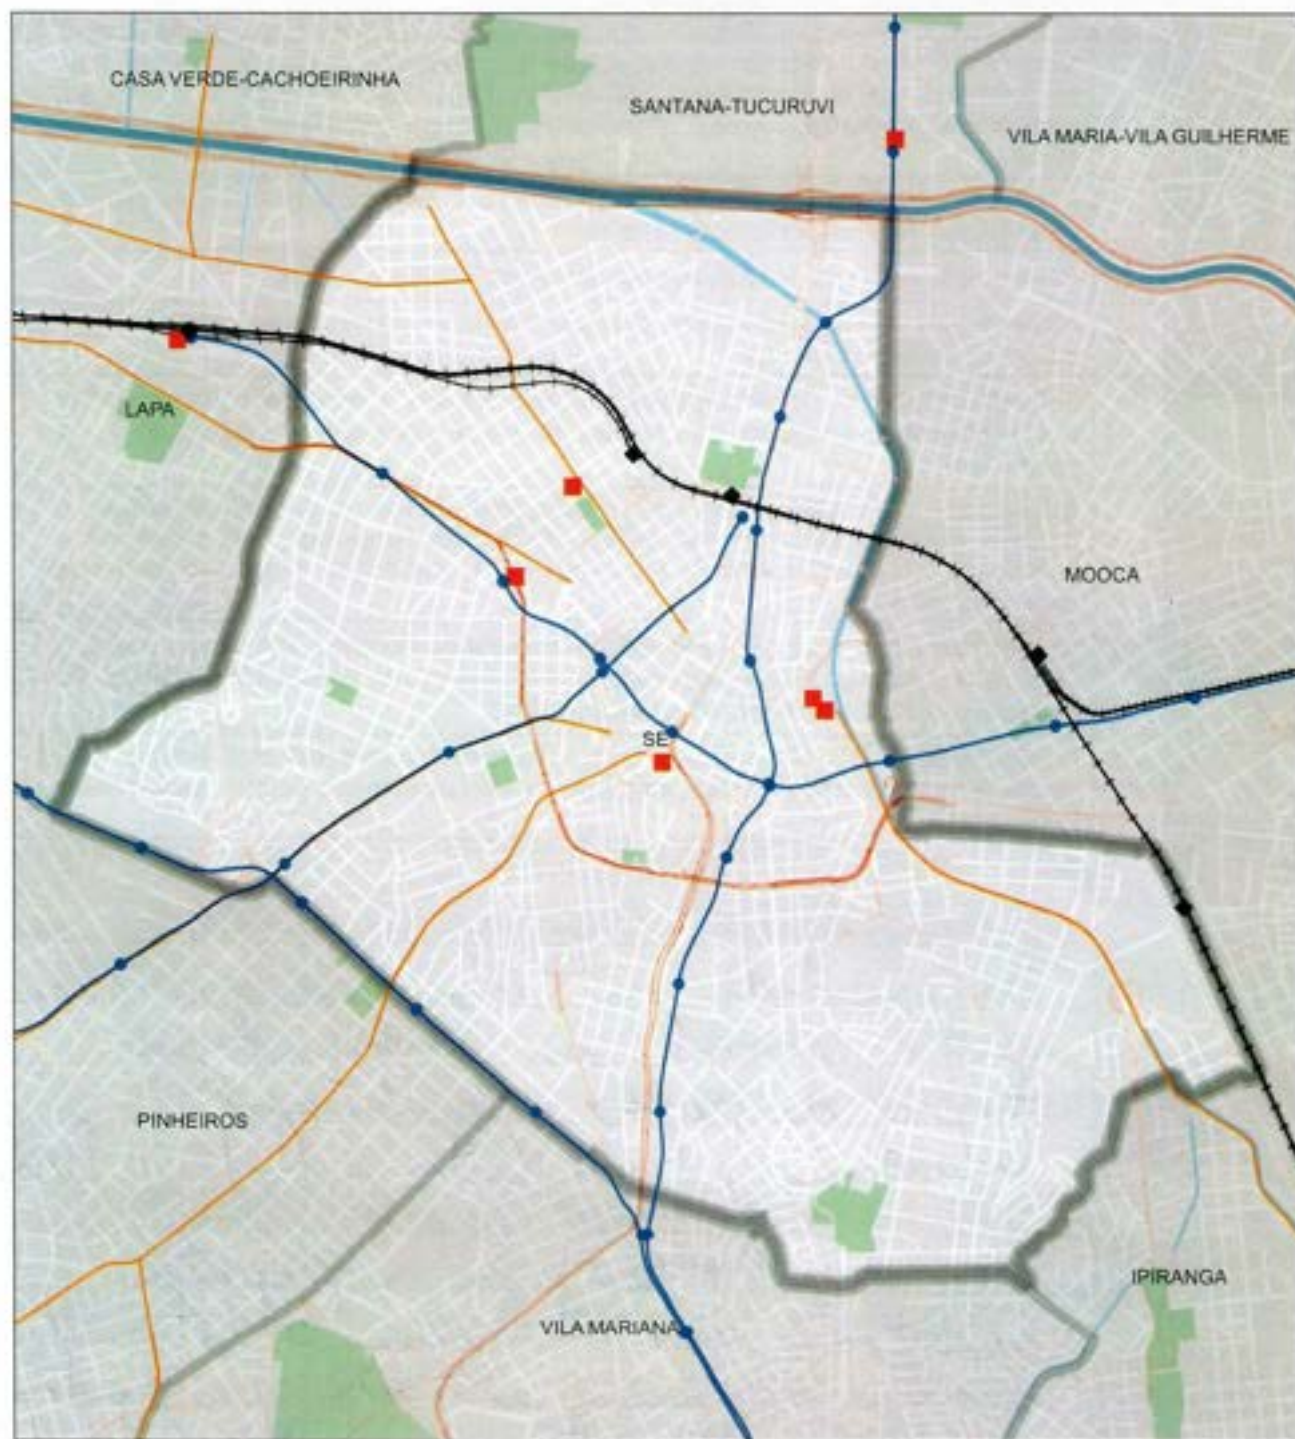 CASA VERDE-CACHOEIRINHA
SANTANA-TUCURUVI
VILA MARIA-VILA GUILHERME
LAPA
MOOCA
SE
PINHEIROS
IPIRANGA
VILA MARIANA